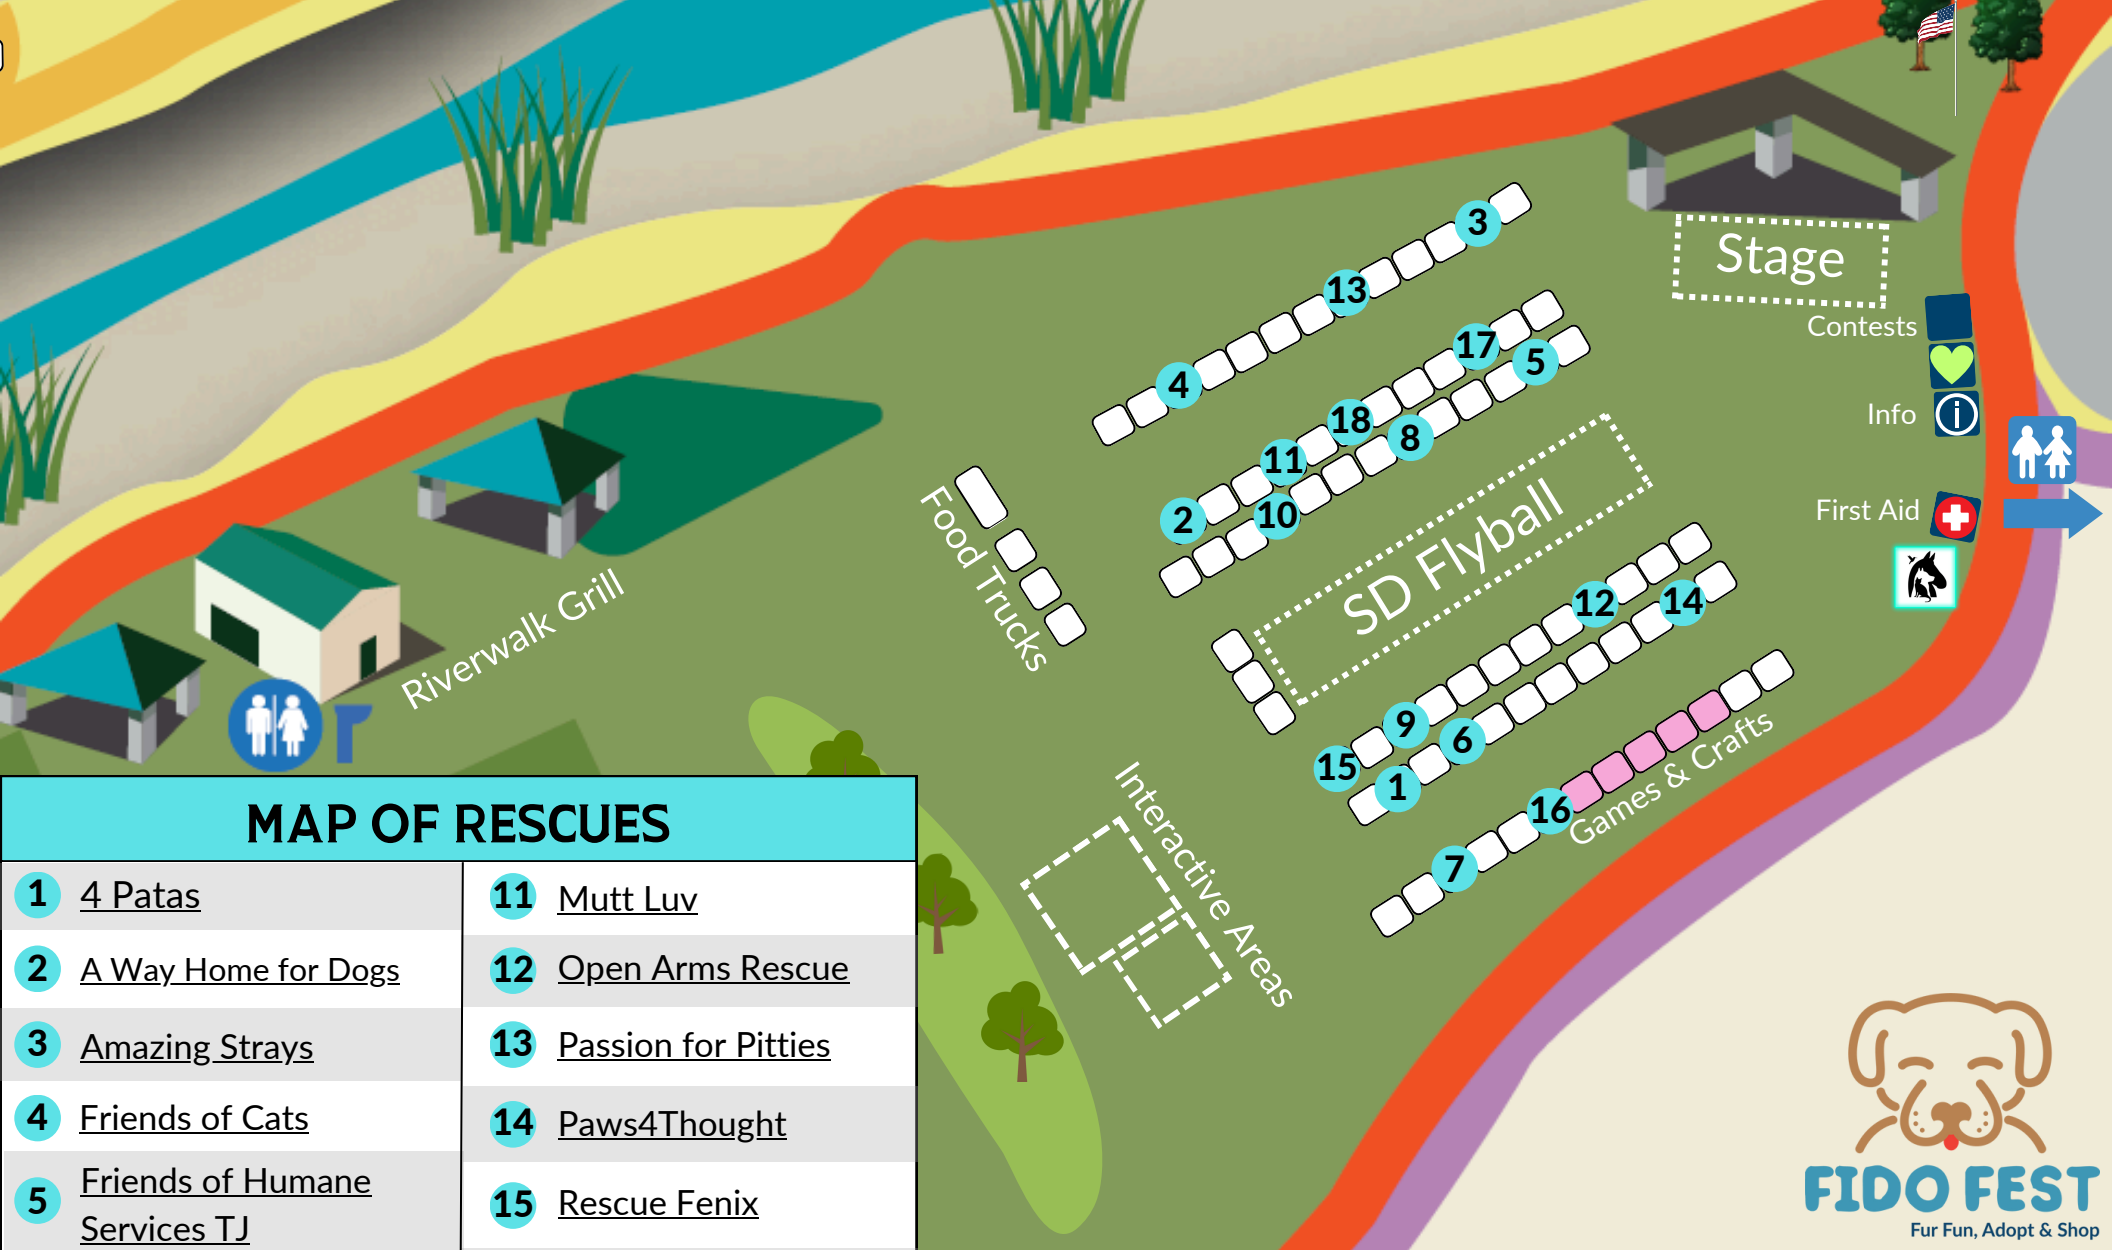 3
13
4
Stage
17
5
Contests
18
8
11
Info
2
10
First Aid
Food Trucks
SD Flyball
Riverwalk Grill
12
14
9
6
15
1
16
7
Games & Crafts
Interactive Areas
MAP OF RESCUES
1 4 Patas
2 A Way Home for Dogs
3 Amazing Strays
4 Friends of Cats
5 Friends of Humane
Services TJ
11 Mutt Luv
12 Open Arms Rescue
13 Passion for Pitties
14 Paws4Thought
15 Rescue Fenix
FIDO FEST
Fur Fun, Adopt & Shop